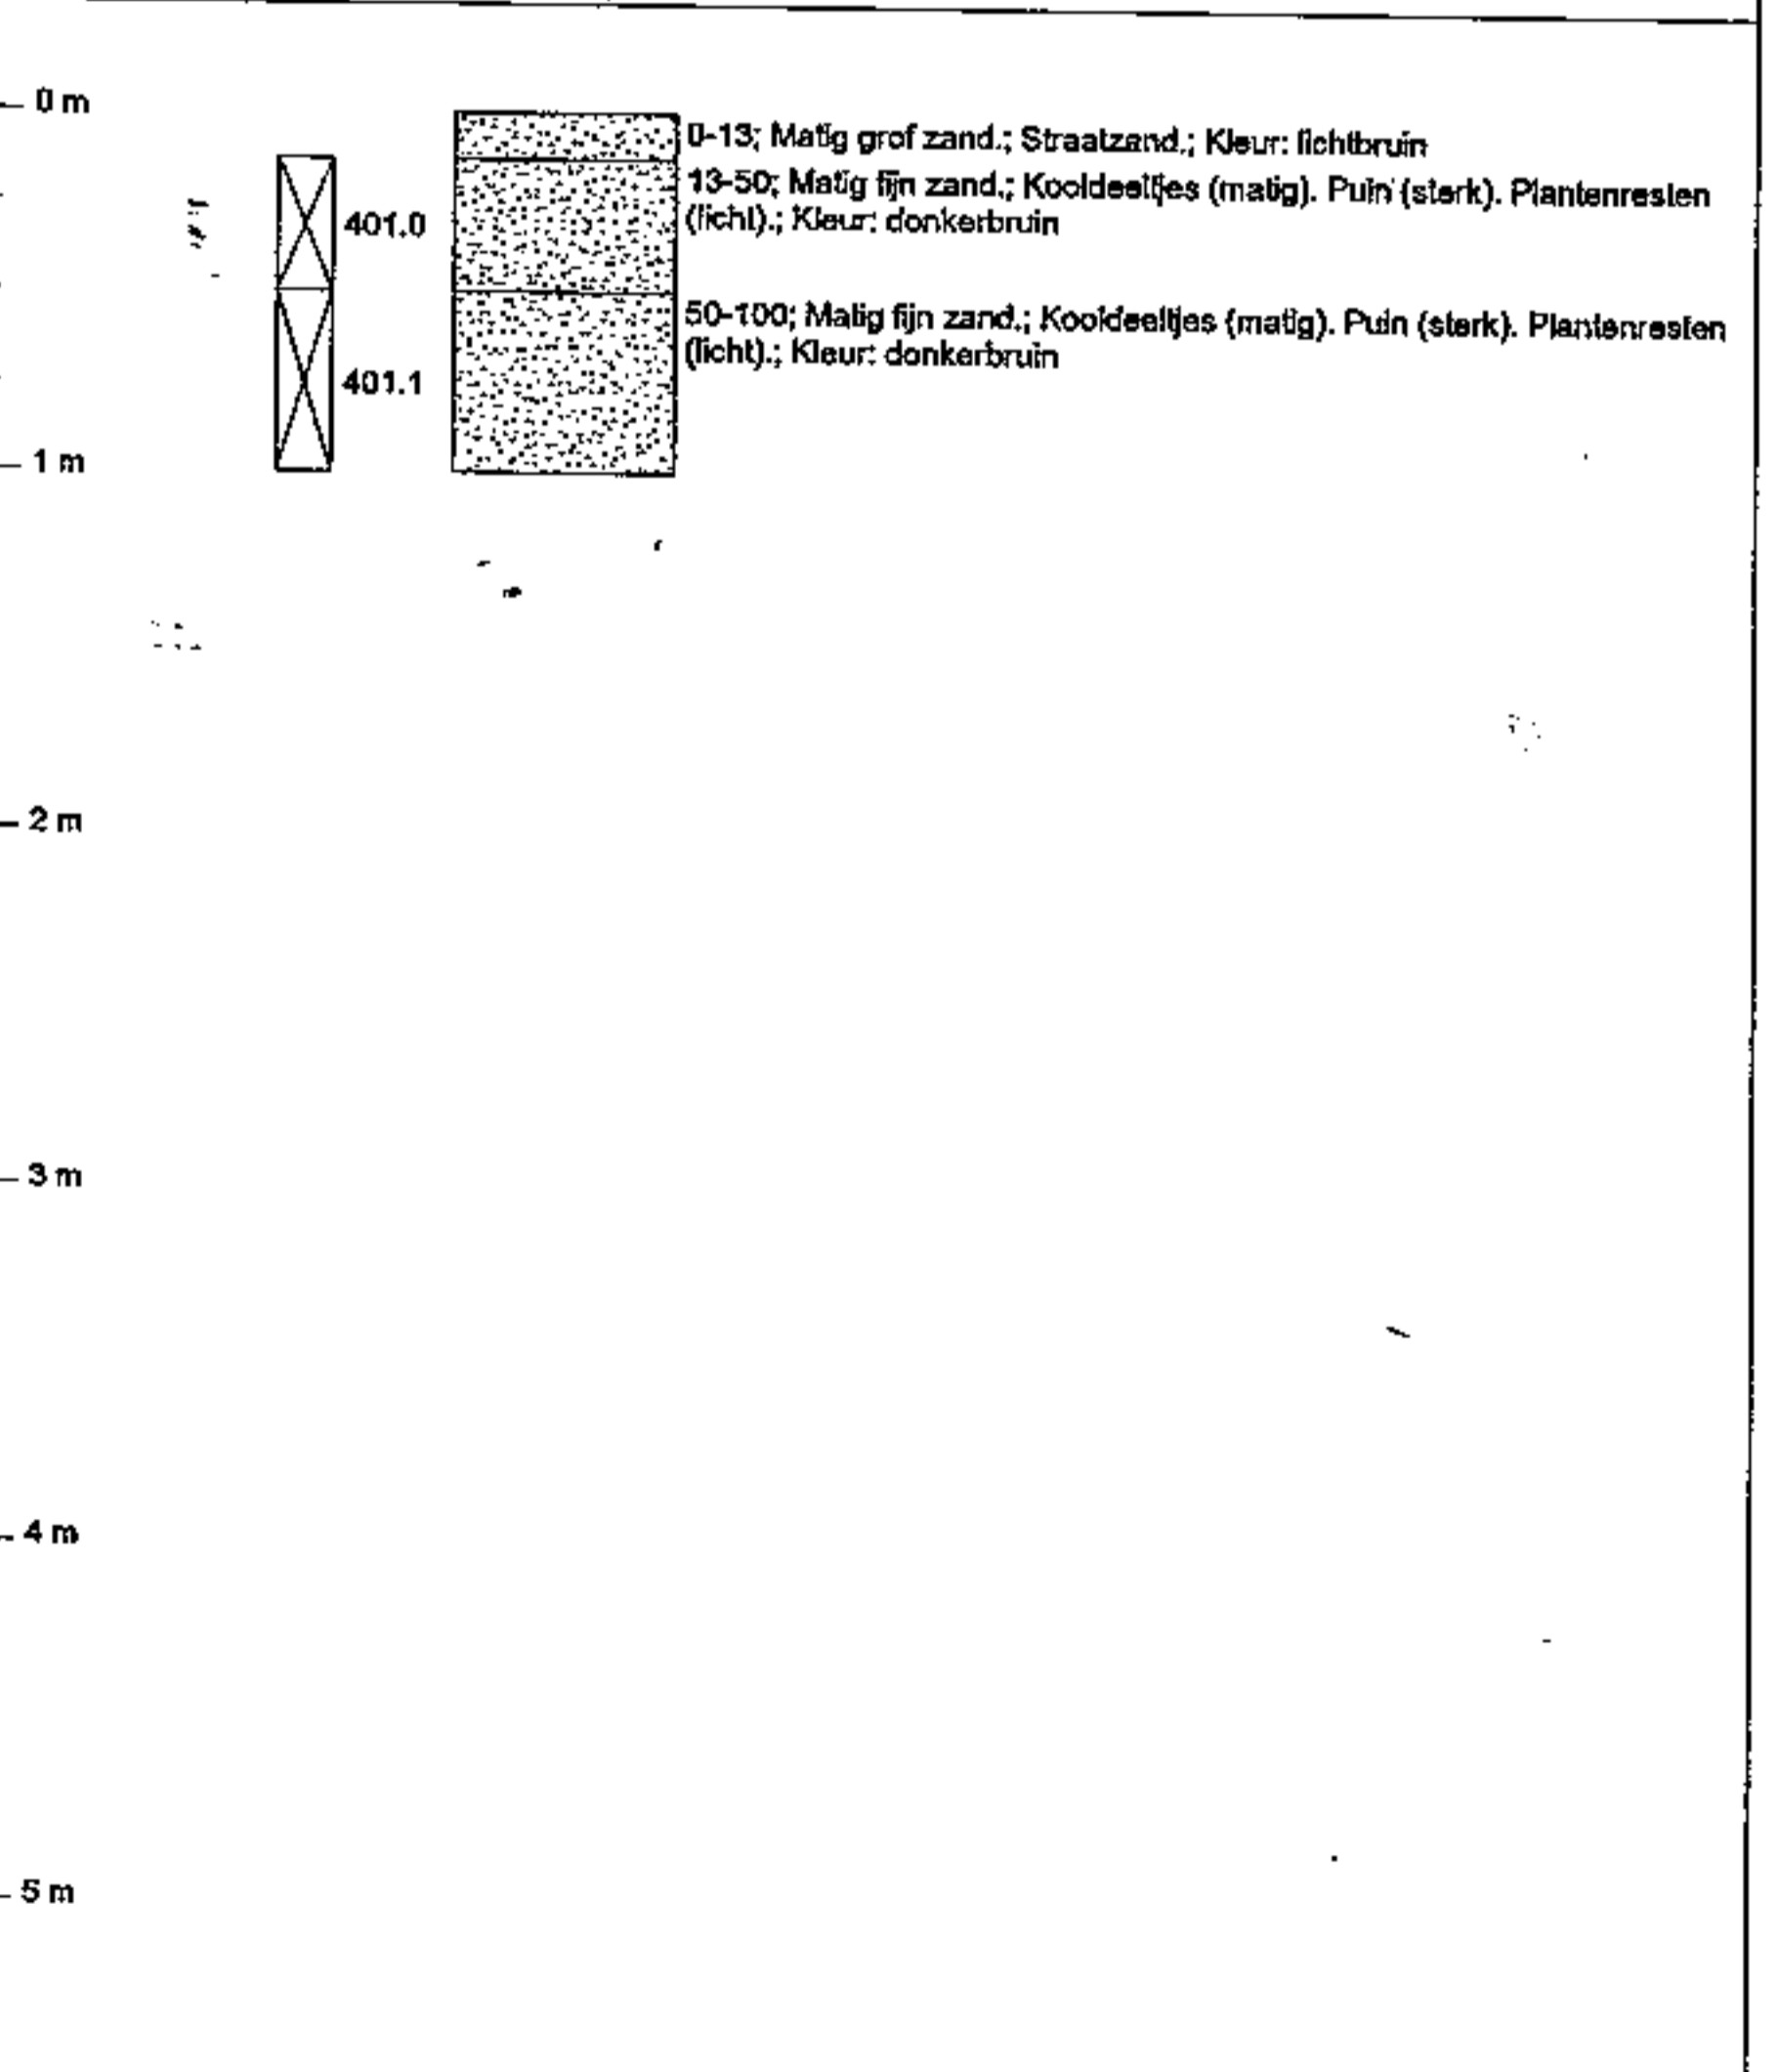 0 m
0-13; Matig grof zand.; Straatzand.; Kleur: lichtbruin
13-50; Matig fijn zand.; Kooldeeltjes (matig). Puin (sterk). Plantenresten
(licht).; Kleur: donkerbruin
401.0
50-100; Matig fijn zand.; Kooldeeltjes (matig). Puin (sterk). Plantenresten
(licht).; Kleur: donkerbruin
401.1
1 m
2 m
3 m
4 m
5 m